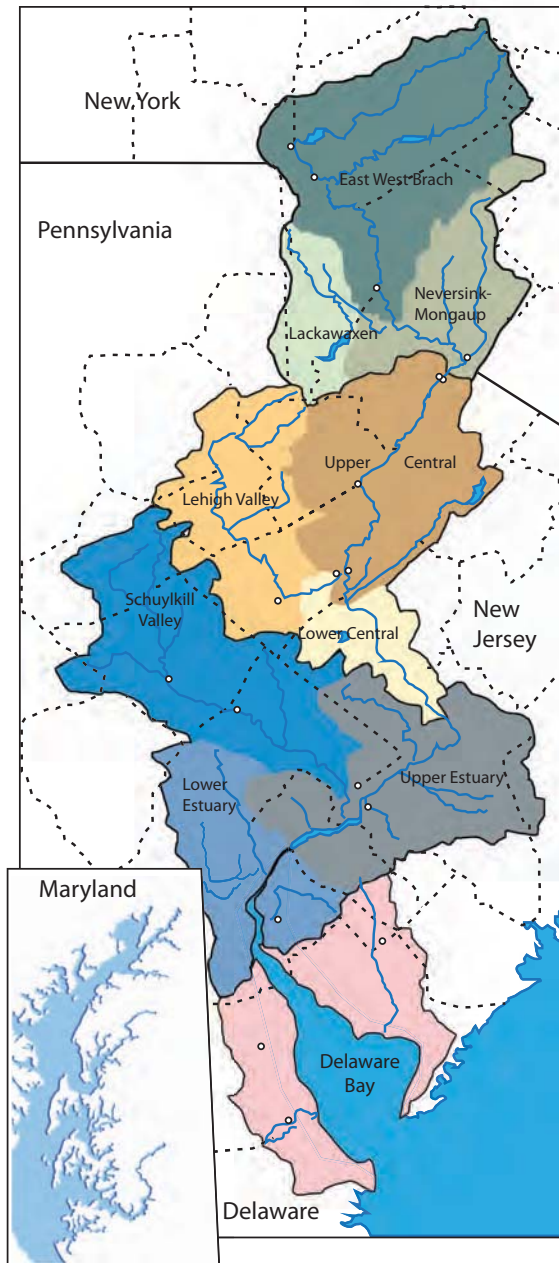 New York
East West Brach
Pennsylvania
Neversink-
Mongaup
Lackawaxen
Upper
Central
Lehigh Valley
Schuylkill
Valley
New
Jersey
Lower Central
Lower
Estuary
Upper Estuary
Maryland
Delaware
Bay
Delaware